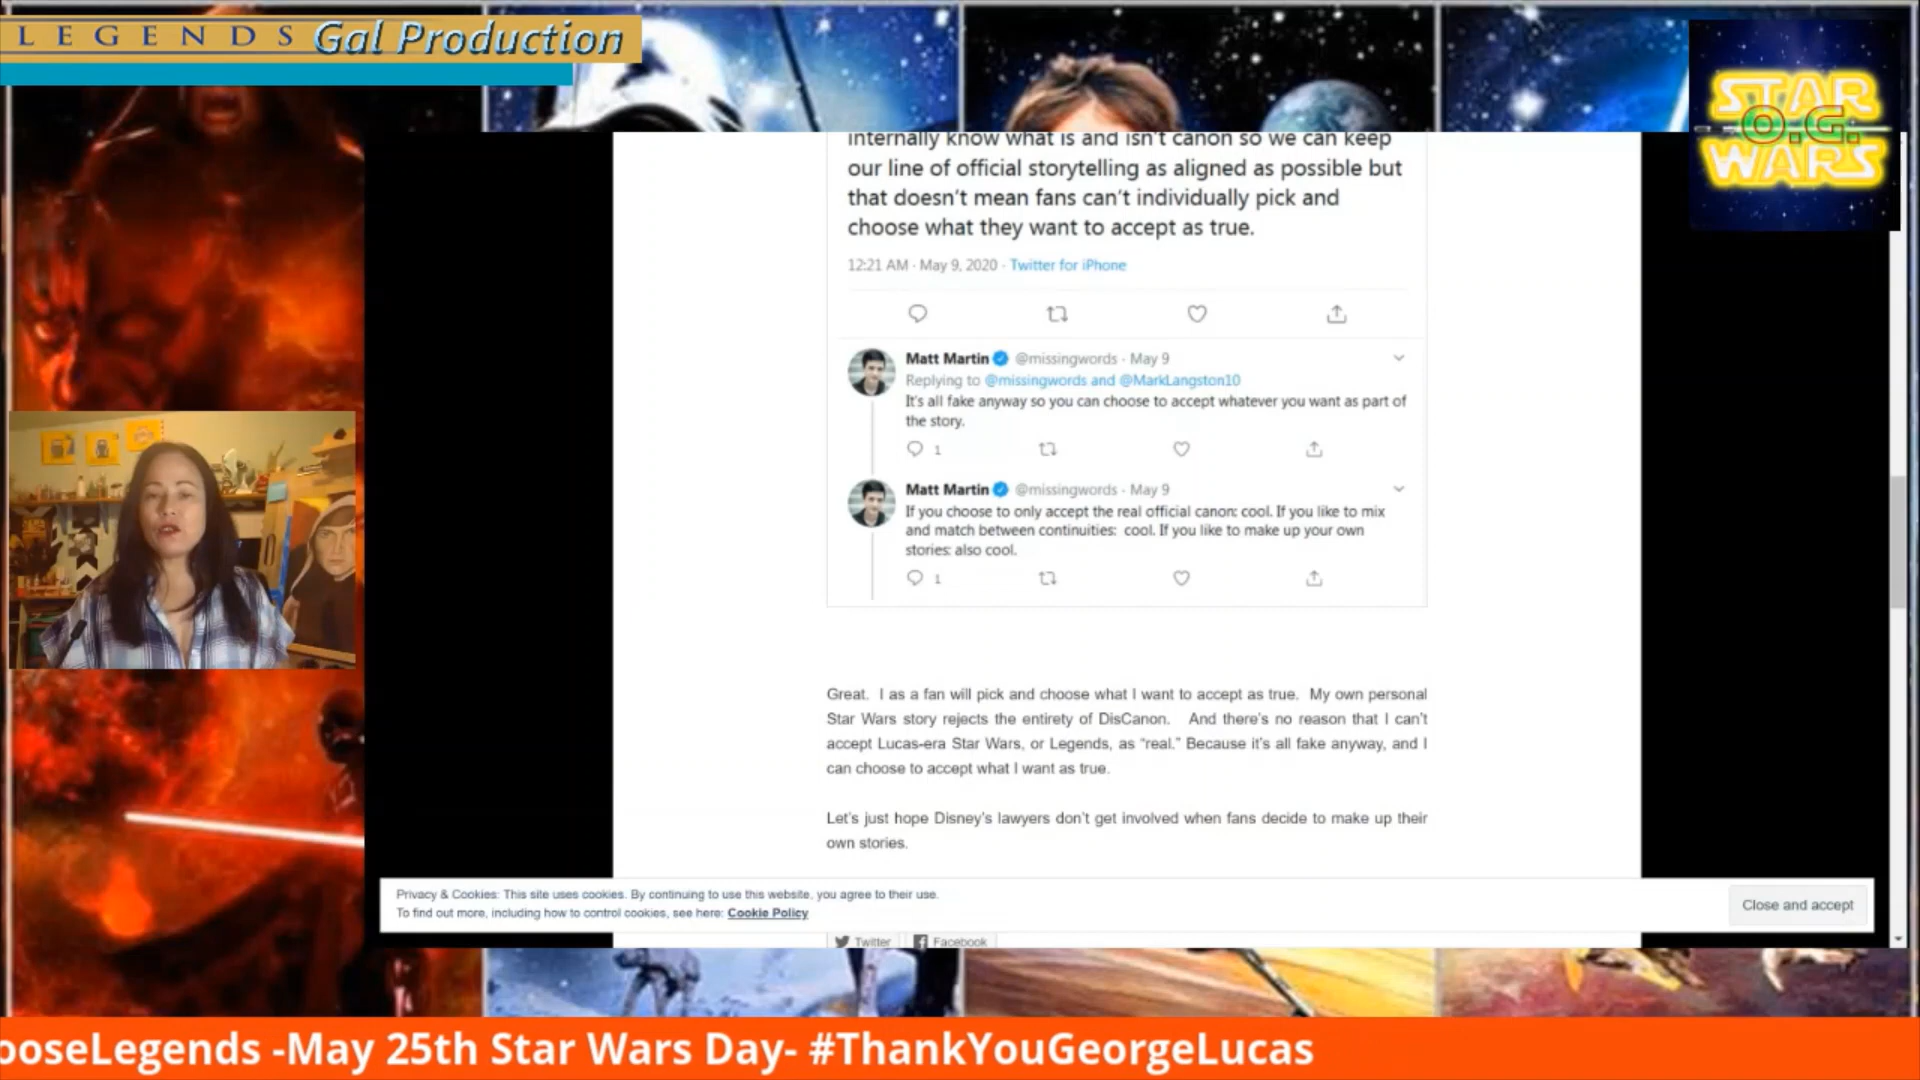 LEGENDS Gal Production
STAR
O.G.
WARS
internally know what is and isn't canon so we can keep
our line of official storytelling as aligned as possible but
that doesn't mean fans can't individually pick and
choose what they want to accept as true.
12:21 AM · May 9, 2020 · Twitter for iPhone
Matt Martin @missingwords · May 9
Replying to @missingwords and @MarkLangston10
It's all fake anyway so you can choose to accept whatever you want as part of
the story.
1
Matt Martin @missingwords · May 9
If you choose to only accept the real official canon: cool. If you like to mix
and match between continuities: cool. If you like to make up your own
stories: also cool.
1
Great. I as a fan will pick and choose what I want to accept as true. My own personal
Star Wars story rejects the entirety of DisCanon. And there's no reason that I can't
accept Lucas-era Star Wars, or Legends, as “real.” Because it's all fake anyway, and I
can choose to accept what I want as true.
Let's just hope Disney's lawyers don't get involved when fans decide to make up their
own stories.
Privacy & Cookies: This site uses cookies. By continuing to use this website, you agree to their use.
To find out more, including how to control cookies, see here: Cookie Policy
Close and accept
Twitter Facebook
ooseLegends -May 25th Star Wars Day- #ThankYouGeorgeLucas